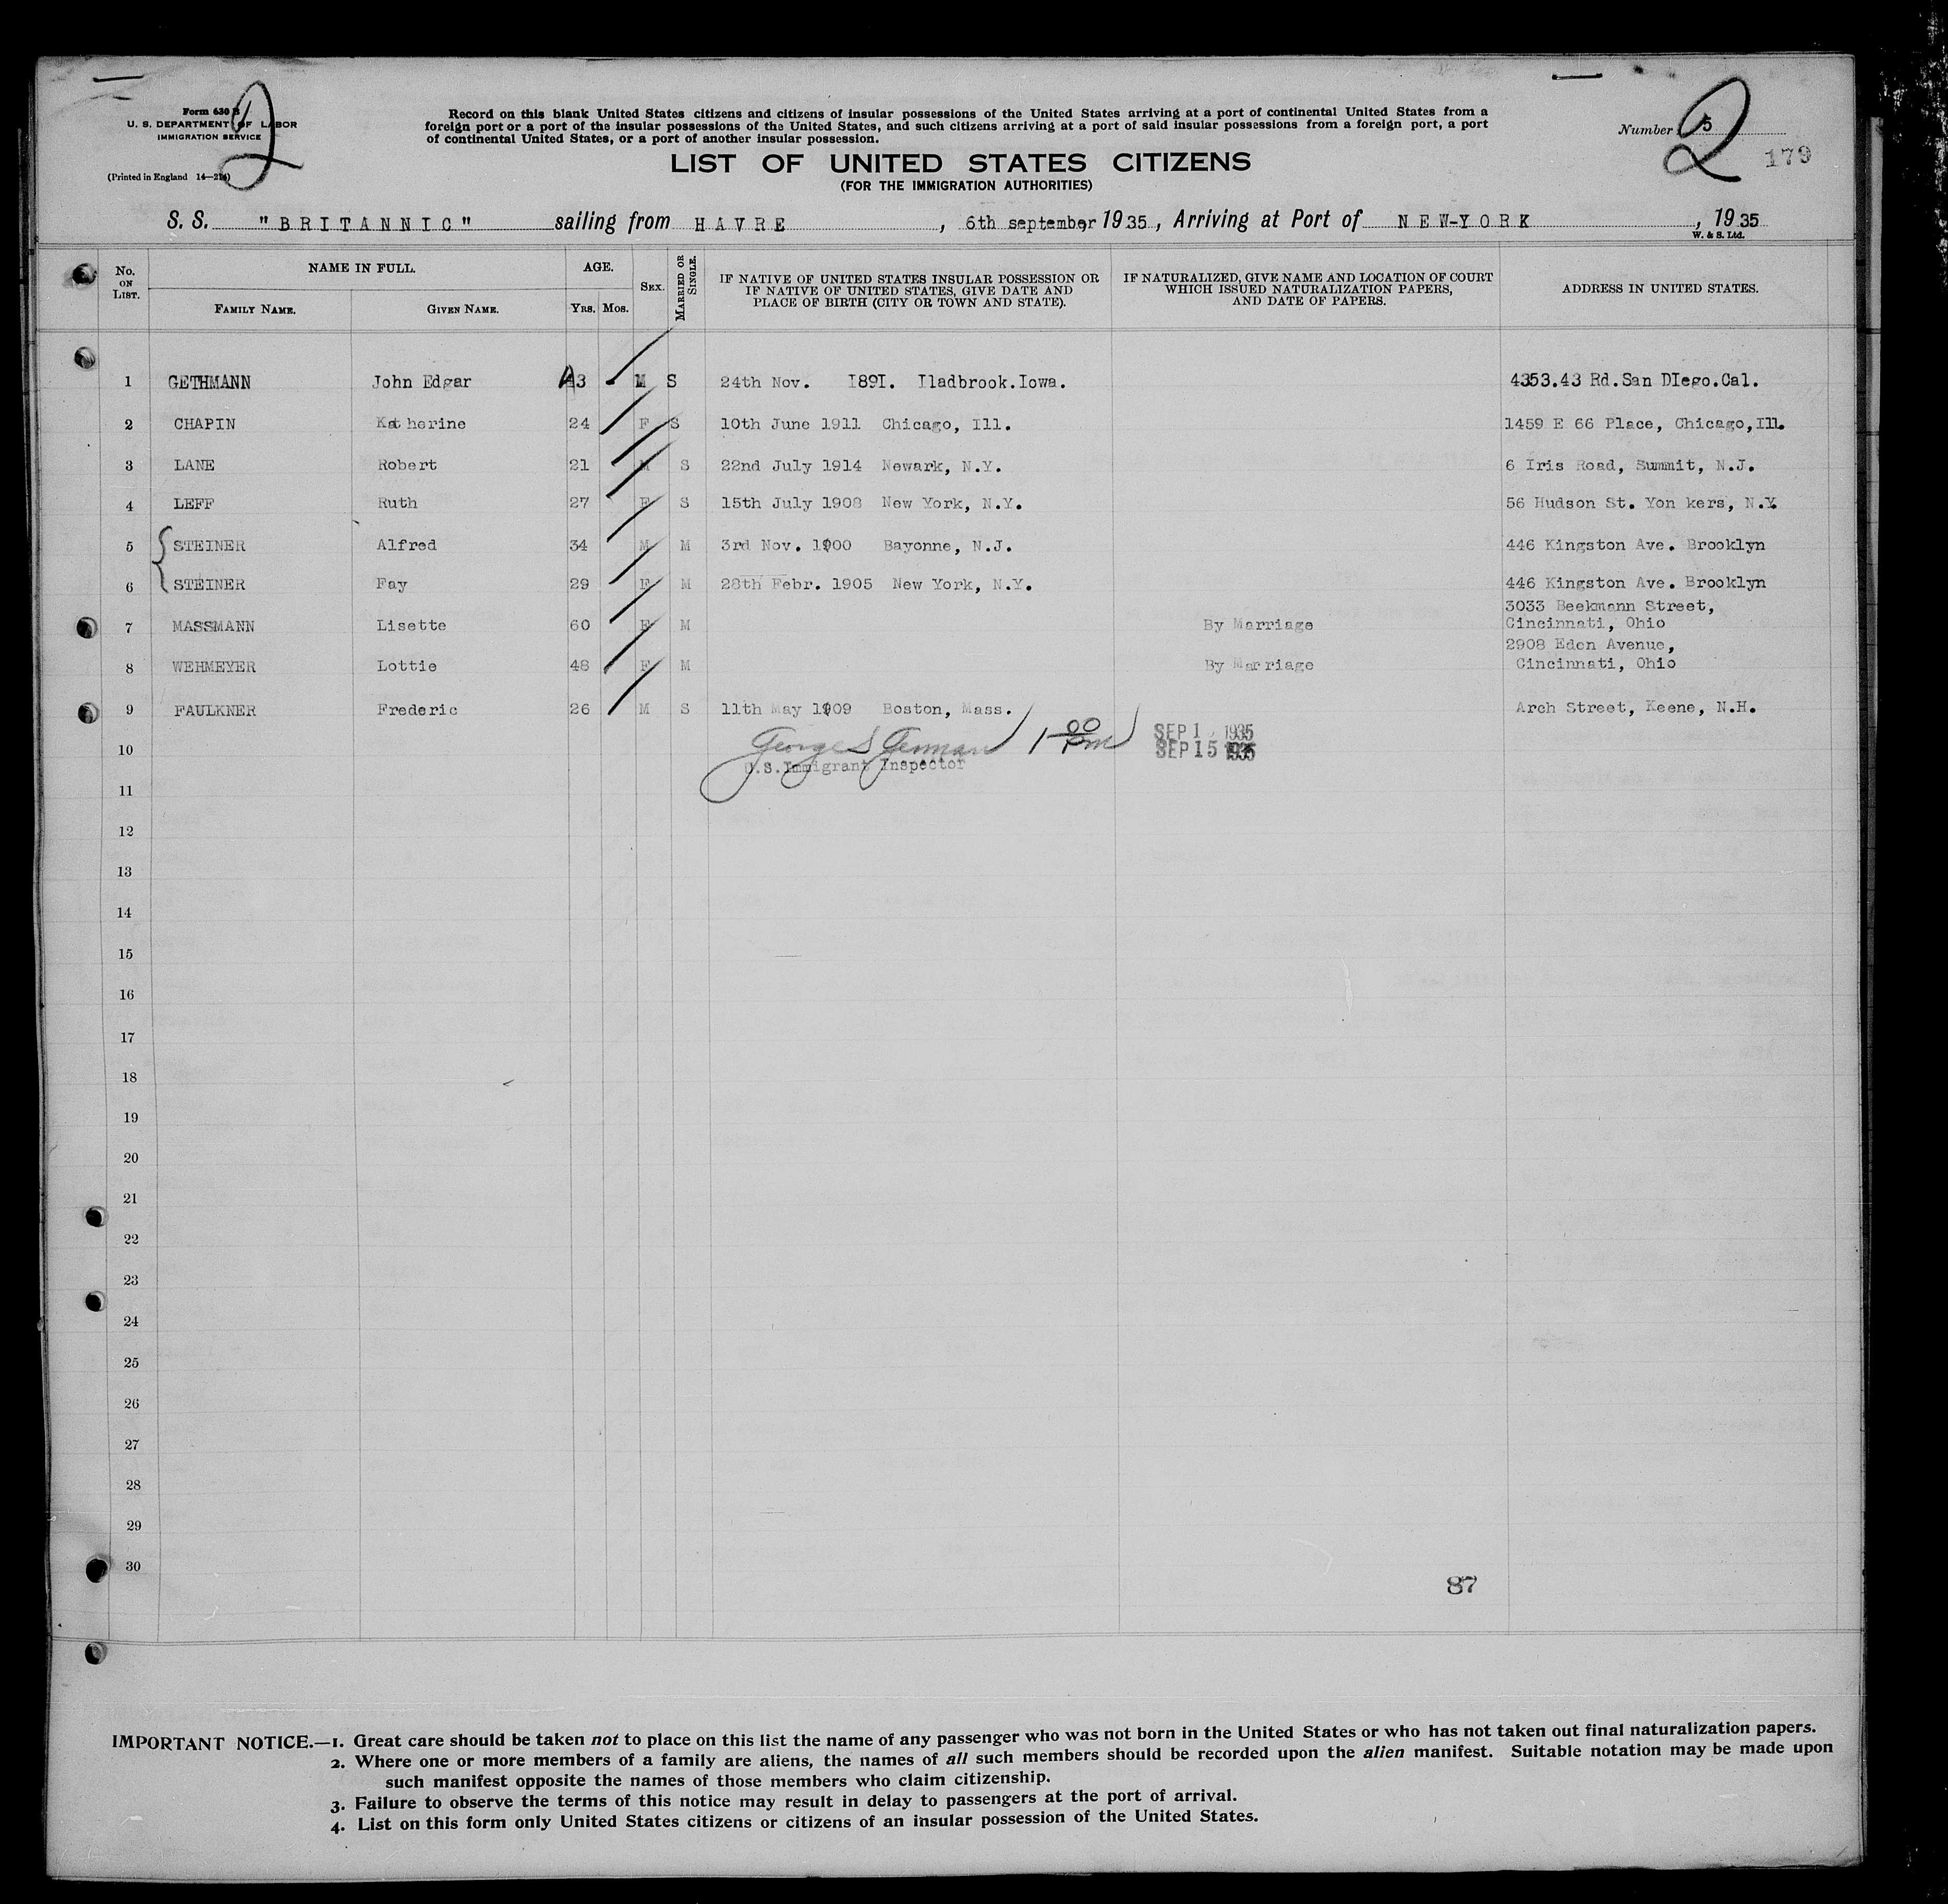 Form 630 B
U. S. DEPARTMENT OF LABOR
IMMIGRATION SERVICE
(Printed in England 14—214)
2
Record on this blank United States citizens and citizens of insular possessions of the United States arriving at a port of continental United States from a
foreign port or a port of the insular possessions of the United States, and such citizens arriving at a port of said insular possessions from a foreign port, a port
of continental United States, or a port of another insular possession.
Number 5
2
179
LIST OF UNITED STATES CITIZENS
(FOR THE IMMIGRATION AUTHORITIES)
S. S. "BRITANNIC" sailing from HAVRE, 6th september 1935, Arriving at Port of NEW-YORK, 1935
W. & S. Ltd.
No. on List. NAME IN FULL. AGE. Sex. Married or Single. IF NATIVE OF UNITED STATES INSULAR POSSESSION OR IF NATIVE OF UNITED STATES, GIVE DATE AND PLACE OF BIRTH (CITY OR TOWN AND STATE). IF NATURALIZED, GIVE NAME AND LOCATION OF COURT WHICH ISSUED NATURALIZATION PAPERS, AND DATE OF PAPERS. ADDRESS IN UNITED STATES.
Family Name. Given Name. Yrs. Mos.
1 GETHMANN John Edgar 43 M S 24th Nov. I89I. Iladbrook.Iowa. 4353.43 Rd.San DIego.Cal.
2 CHAPIN Katherine 24 F S 10th June 1911 Chicago, Ill. 1459 E 66 Place, Chicago,Ill.
3 LANE Robert 21 M S 22nd July 1914 Newark, N.Y. 6 Iris Road, Summit, N.J.
4 LEFF Ruth 27 F S 15th July 1908 New York, N.Y. 56 Hudson St. Yon kers, N.Y.
5 STEINER Alfred 34 M M 3rd Nov. 1900 Bayonne, N.J. 446 Kingston Ave. Brooklyn
6 STEINER Fay 29 F M 28th Febr. 1905 New York, N.Y. 446 Kingston Ave. Brooklyn
3033 Beekmann Street,
7 MASSMANN Lisette 60 F M By Marriage Cincinnati, Ohio
2908 Eden Avenue,
8 WEHMEYER Lottie 48 F M By Marriage Cincinnati, Ohio
9 FAULKNER Frederic 26 M S 11th May 1909 Boston, Mass. Arch Street, Keene, N.H.
George S German 1 00 pm SEP 1 1935
10 SEP 15 1935
U.S.Immigrant Inspector
11
12
13
14
15
16
17
18
19
20
21
22
23
24
25
26
27
28
29
30
87
IMPORTANT NOTICE.—1. Great care should be taken not to place on this list the name of any passenger who was not born in the United States or who has not taken out final naturalization papers.
2. Where one or more members of a family are aliens, the names of all such members should be recorded upon the alien manifest. Suitable notation may be made upon
such manifest opposite the names of those members who claim citizenship.
3. Failure to observe the terms of this notice may result in delay to passengers at the port of arrival.
4. List on this form only United States citizens or citizens of an insular possession of the United States.